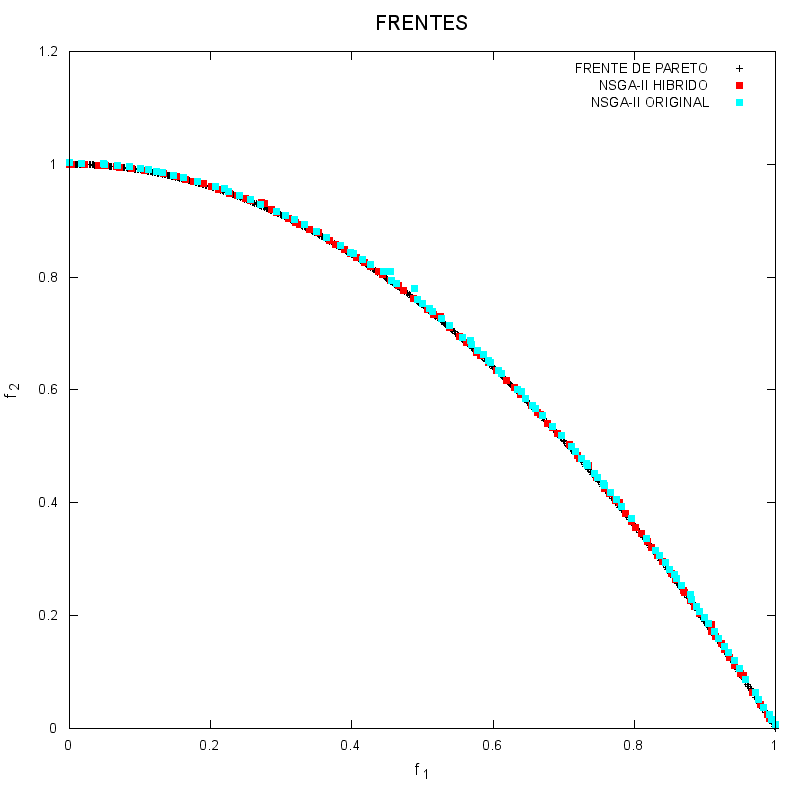 FRENTES
FRENTE DE PARETO
NSGA-II HIBRIDO
NSGA-II ORIGINAL
1.2
1
0.8
0.6
0.4
0.2
0
f2
0 0.2 0.4 0.6 0.8 1
f1